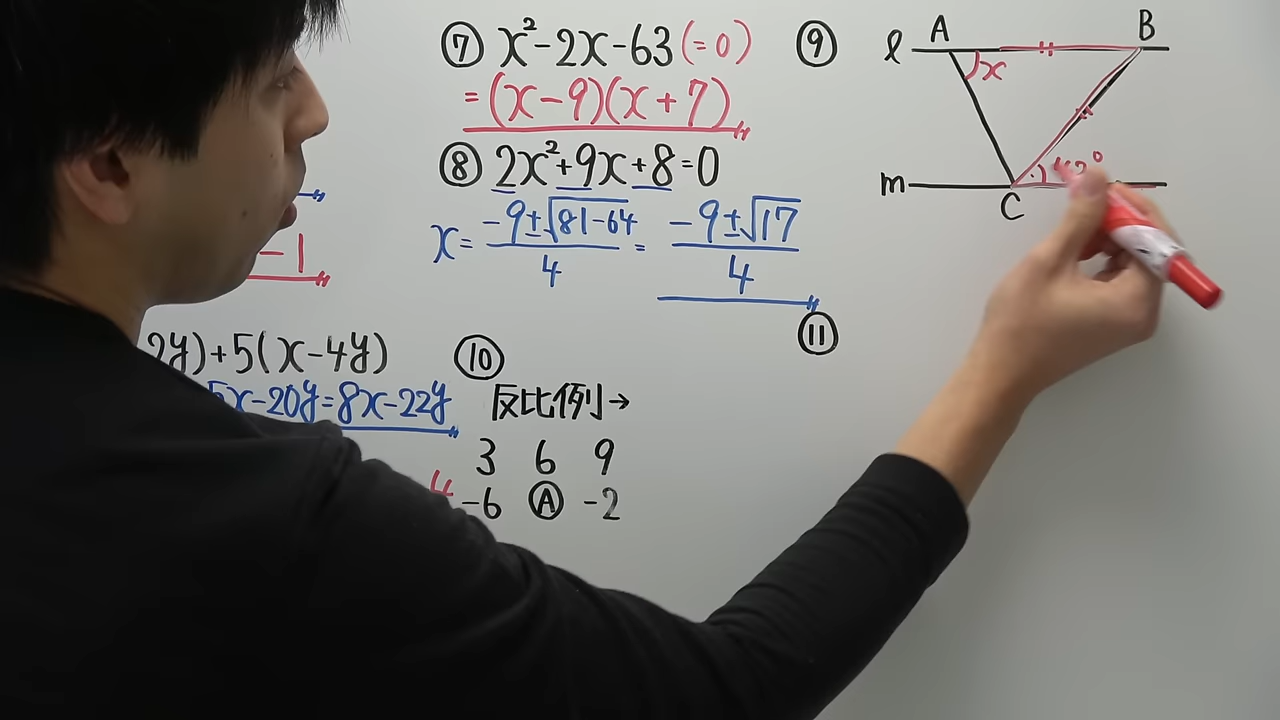 ⑦ x²-2x-63(=0)
=(x-9)(x+7)
⑧ 2x²+9x+8=0
x=(-9±√81-64)/4=(-9±√17)/4
-1
2y)+5(x-4y)
5x-20y=8x-22y
4
⑩
反比例→
3 6 9
-6 Ⓐ -2
⑨
ℓ A B
x
m C
⑪